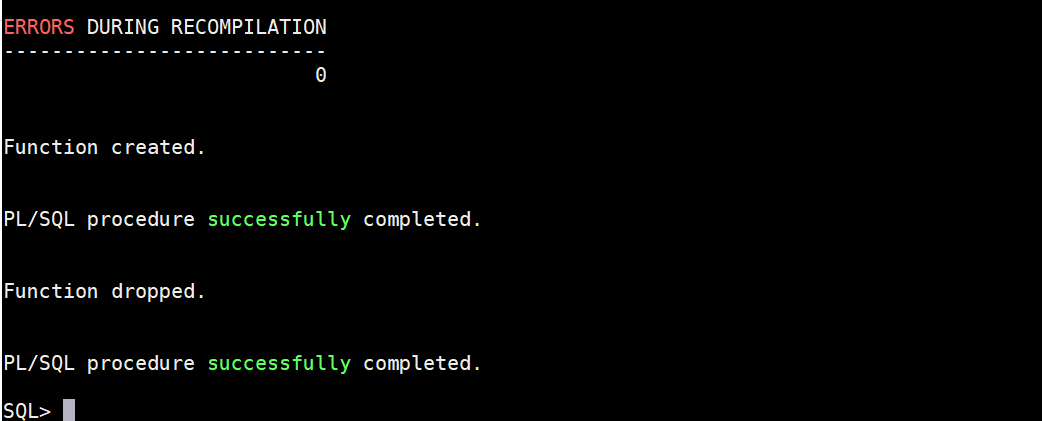 ERRORS DURING RECOMPILATION
---------------------------
0
Function created.
PL/SQL procedure successfully completed.
Function dropped.
PL/SQL procedure successfully completed.
SQL>